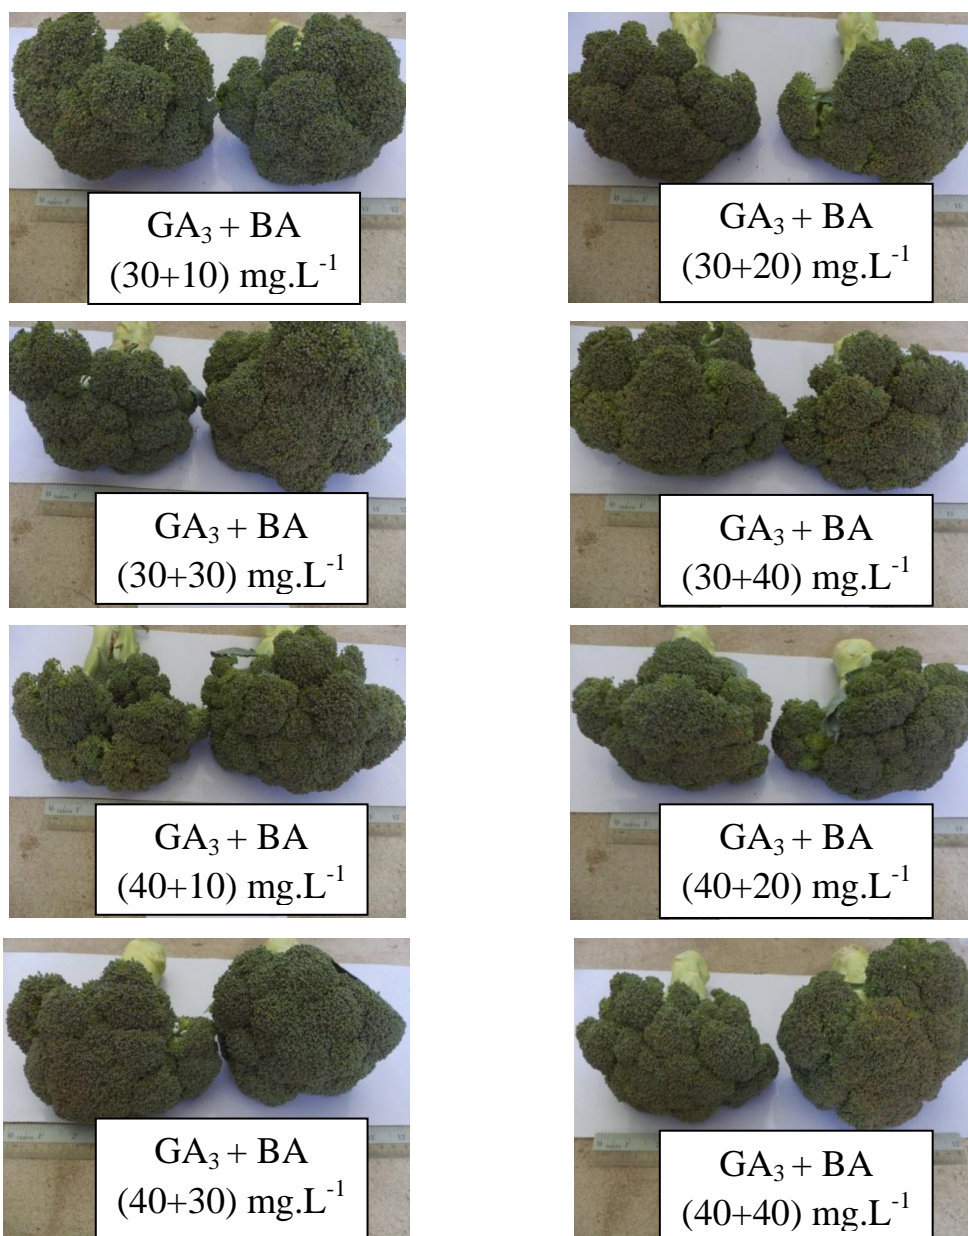 GA₃ + BA
(30+10) mg.L⁻¹
GA₃ + BA
(30+20) mg.L⁻¹
GA₃ + BA
(30+30) mg.L⁻¹
GA₃ + BA
(30+40) mg.L⁻¹
GA₃ + BA
(40+10) mg.L⁻¹
GA₃ + BA
(40+20) mg.L⁻¹
GA₃ + BA
(40+30) mg.L⁻¹
GA₃ + BA
(40+40) mg.L⁻¹